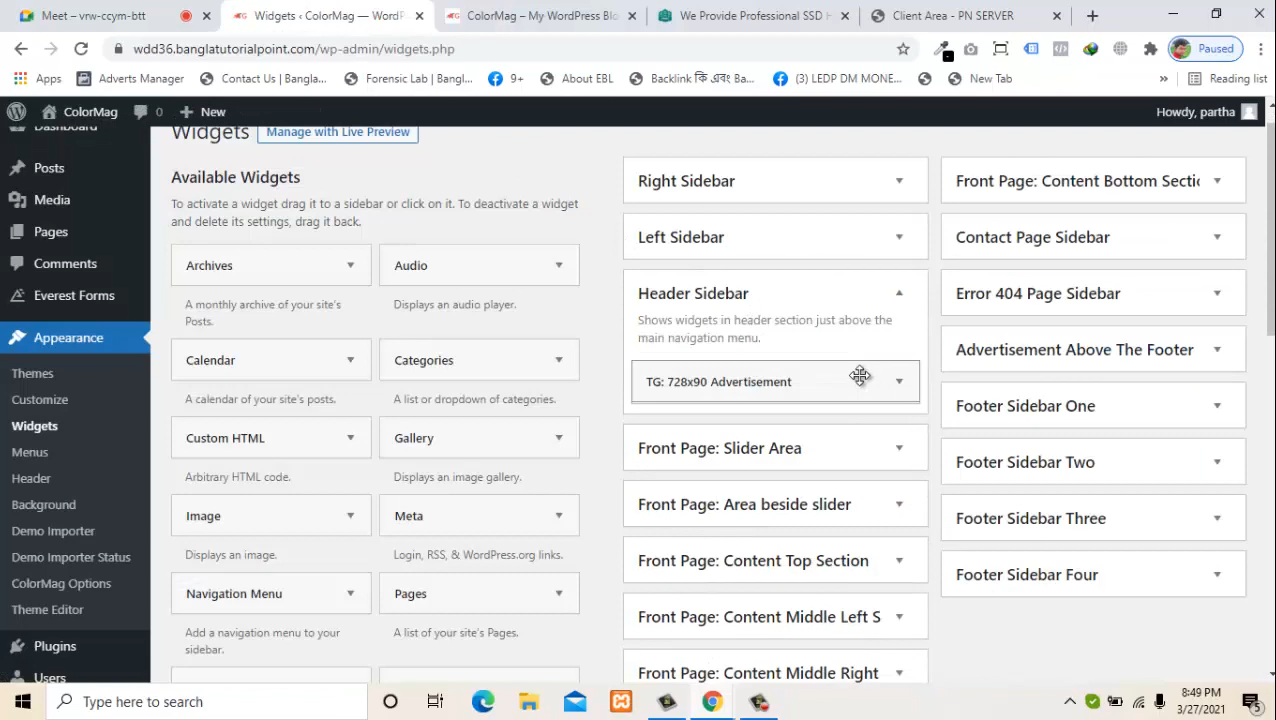 Meet – vrw-ccym-btt
Widgets ‹ ColorMag — WordP
ColorMag – My WordPress Blo
We Provide Professional SSD H
Client Area - PN SERVER
wdd36.banglatutorialpoint.com/wp-admin/widgets.php
Paused
Apps
Adverts Manager
Contact Us | Bangla...
Forensic Lab | Bangl...
9+
About EBL
Backlink কি এবং Ba...
(3) LEDP DM MONE...
New Tab
»
Reading list
ColorMag
0
New
Howdy, partha
Dashboard
Posts
Media
Pages
Comments
Everest Forms
Appearance
Themes
Customize
Widgets
Menus
Header
Background
Demo Importer
Demo Importer Status
ColorMag Options
Theme Editor
Plugins
Users
Widgets
Manage with Live Preview
Available Widgets
To activate a widget drag it to a sidebar or click on it. To deactivate a widget
and delete its settings, drag it back.
Archives
Audio
A monthly archive of your site's
Posts.
Displays an audio player.
Calendar
Categories
A calendar of your site's posts.
A list or dropdown of categories.
Custom HTML
Gallery
Arbitrary HTML code.
Displays an image gallery.
Image
Meta
Displays an image.
Login, RSS, & WordPress.org links.
Navigation Menu
Pages
Add a navigation menu to your
sidebar.
A list of your site's Pages.
Right Sidebar
Left Sidebar
Header Sidebar
Shows widgets in header section just above the
main navigation menu.
TG: 728x90 Advertisement
Front Page: Slider Area
Front Page: Area beside slider
Front Page: Content Top Section
Front Page: Content Middle Left S
Front Page: Content Middle Right
Front Page: Content Bottom Sectic
Contact Page Sidebar
Error 404 Page Sidebar
Advertisement Above The Footer
Footer Sidebar One
Footer Sidebar Two
Footer Sidebar Three
Footer Sidebar Four
Type here to search
8:49 PM
3/27/2021
5